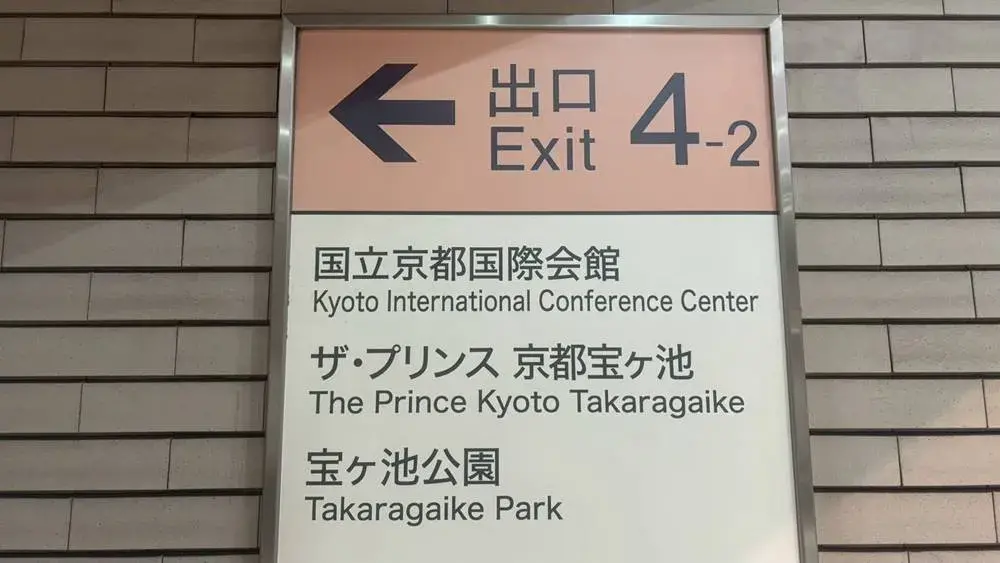 出口
Exit 4-2
国立京都国際会館
Kyoto International Conference Center
ザ・プリンス 京都宝ヶ池
The Prince Kyoto Takaragaike
宝ヶ池公園
Takaragaike Park